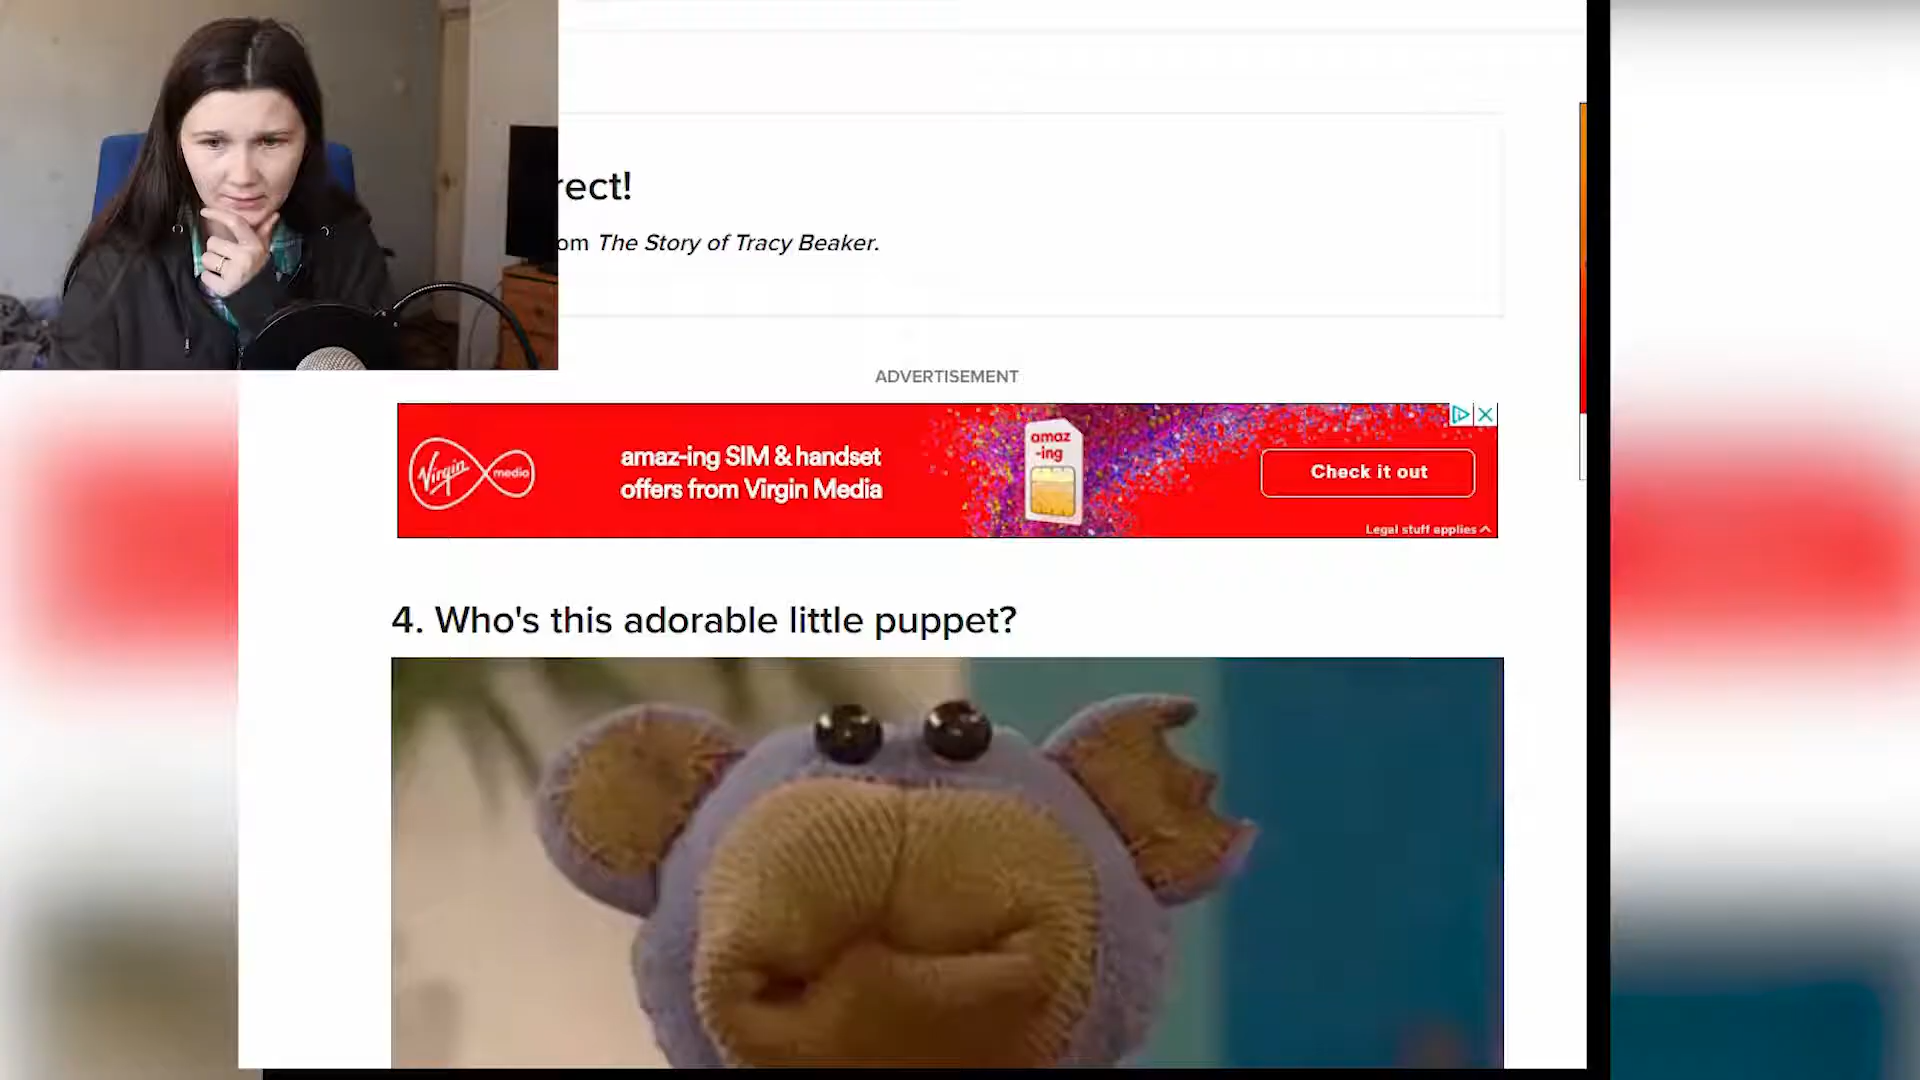 rect!
om The Story of Tracy Beaker.
ADVERTISEMENT
Virgin media
amaz-ing SIM & handset
offers from Virgin Media
amaz
-ing
Check it out
Legal stuff applies
4. Who's this adorable little puppet?